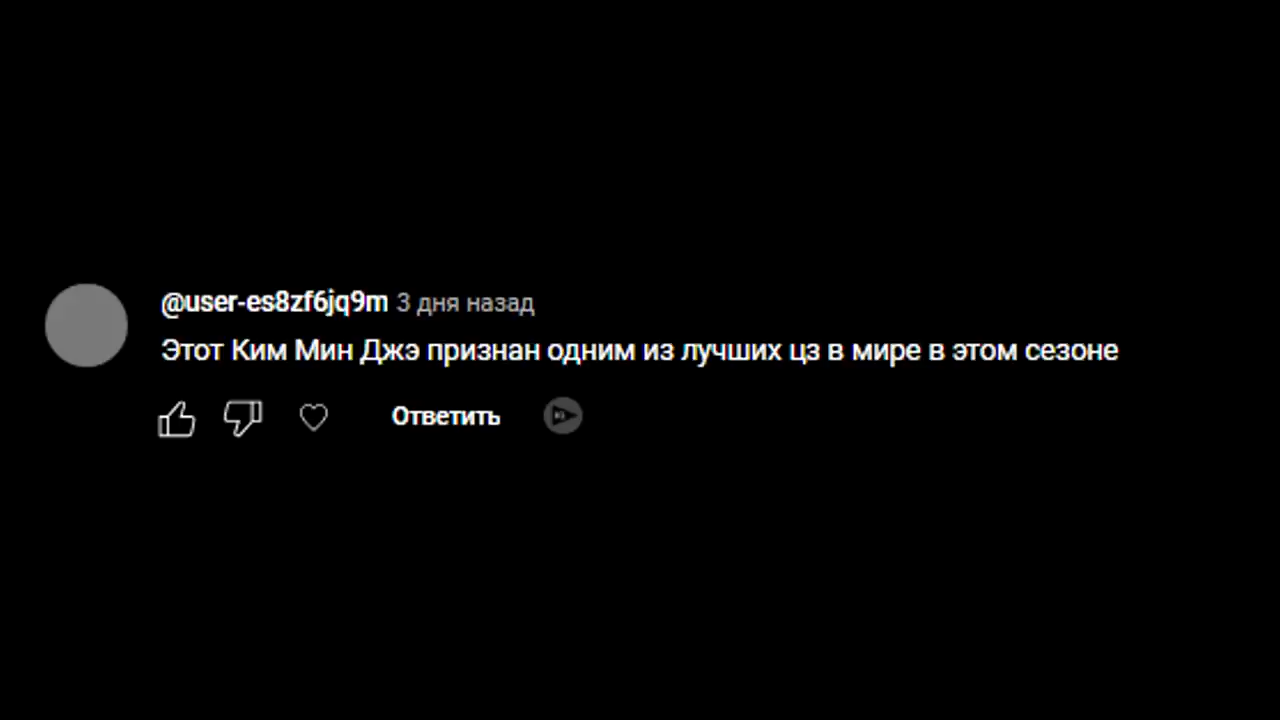 @user-es8zf6jq9m 3 дня назад
Этот Ким Мин Джэ признан одним из лучших цз в мире в этом сезоне
Ответить